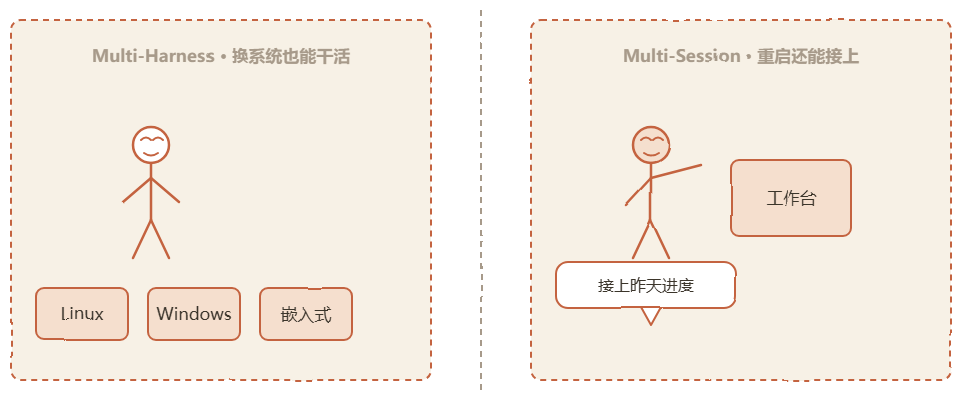 Multi-Harness • 换系统也能干活
Linux
Windows
嵌入式
Multi-Session • 重启还能接上
工作台
接上昨天进度